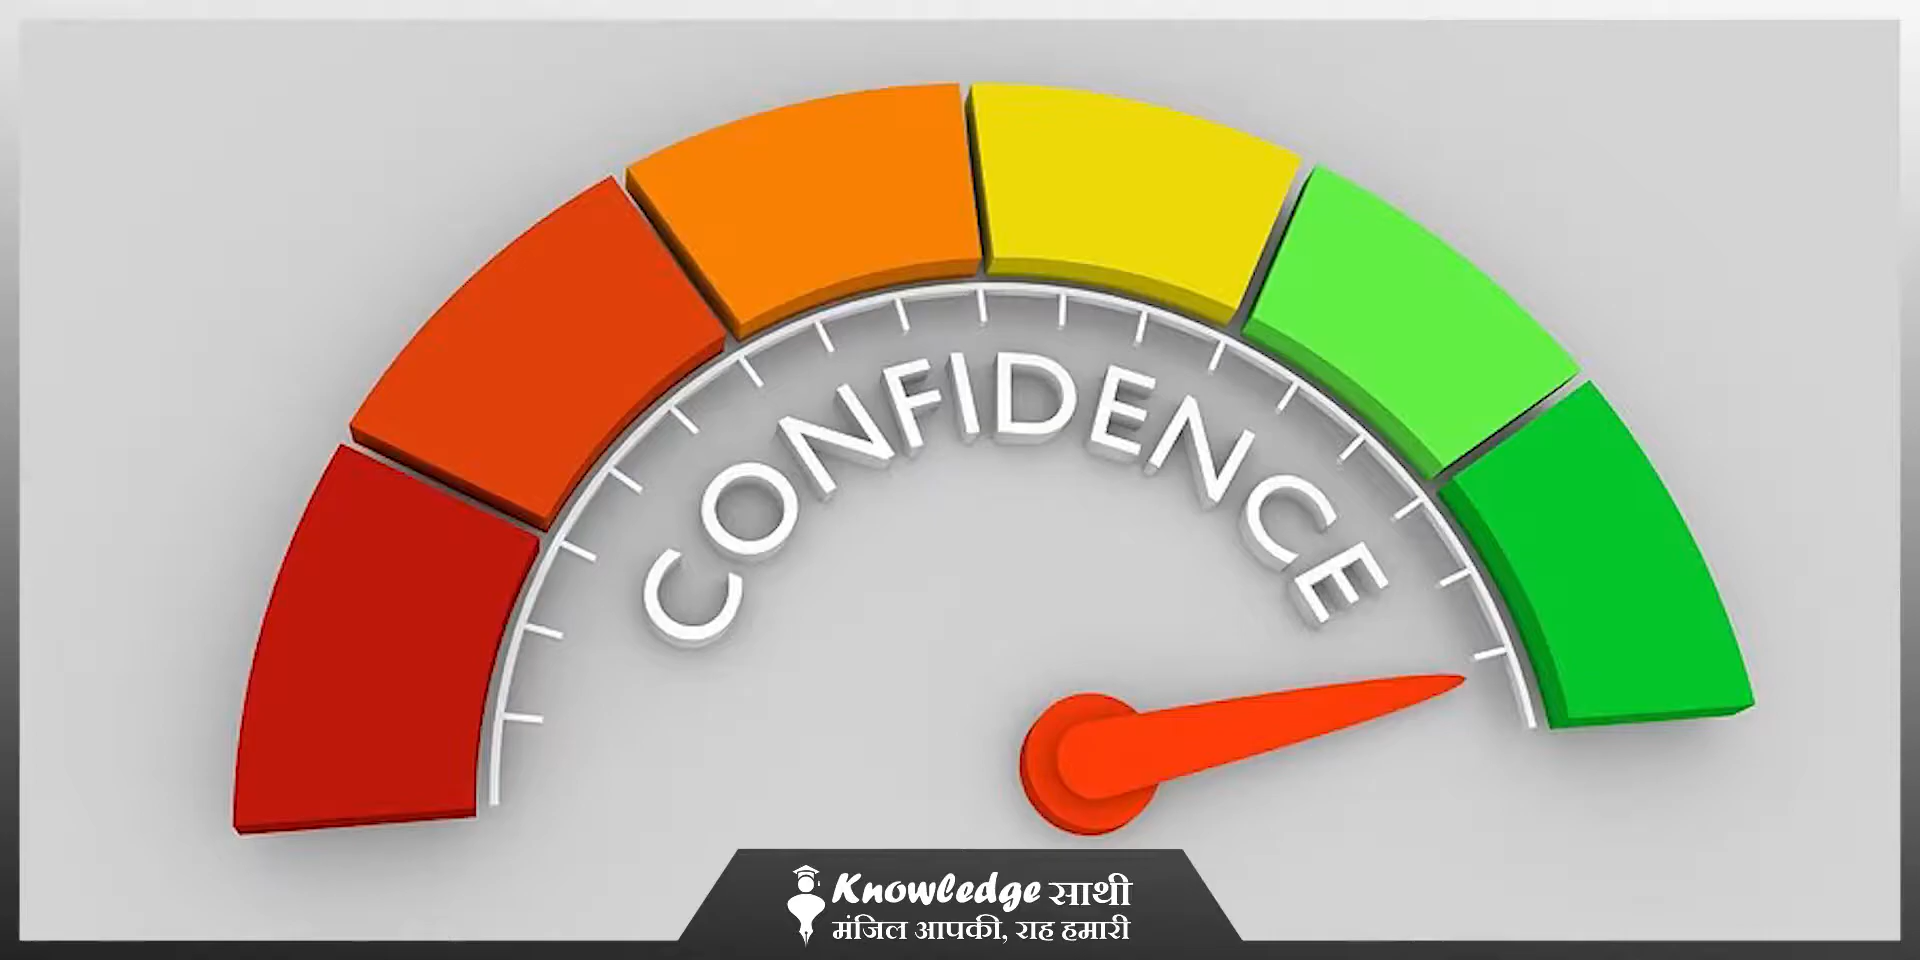 CONFIDENCE
Knowledge साथी
मंजिल आपकी, राह हमारी